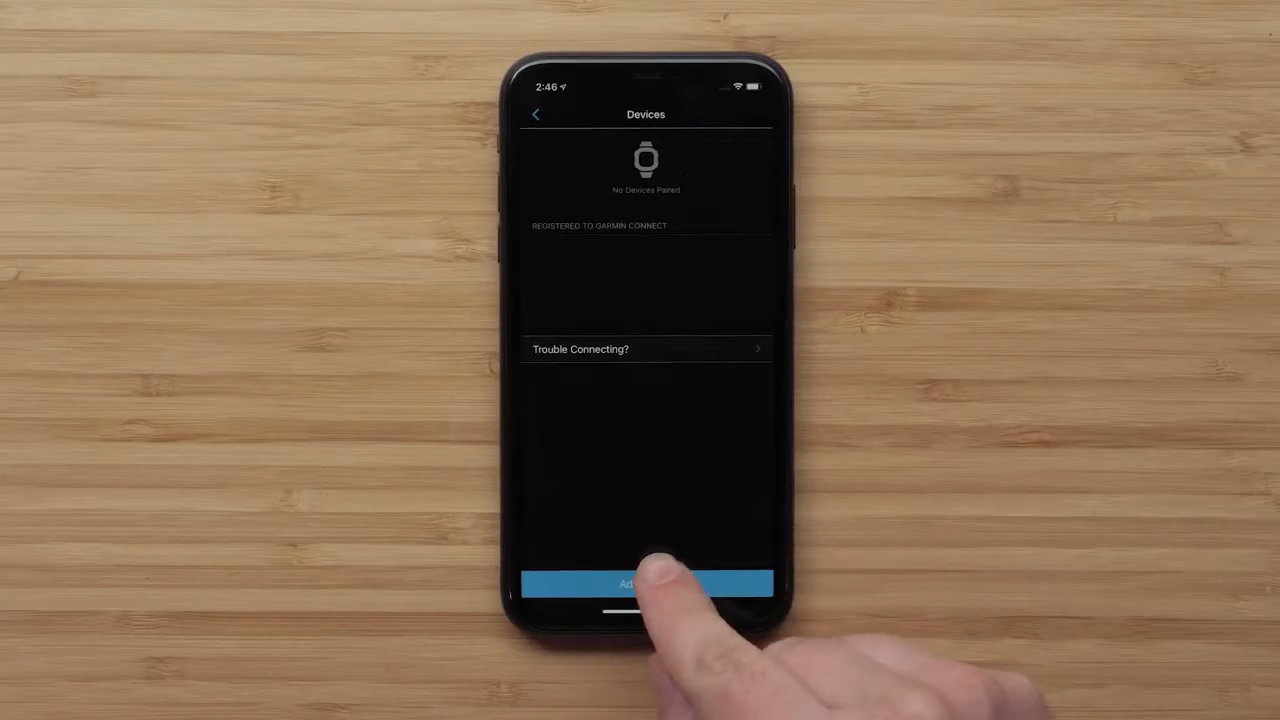 2:46
Devices
No Devices Paired
REGISTERED TO GARMIN CONNECT
Trouble Connecting?